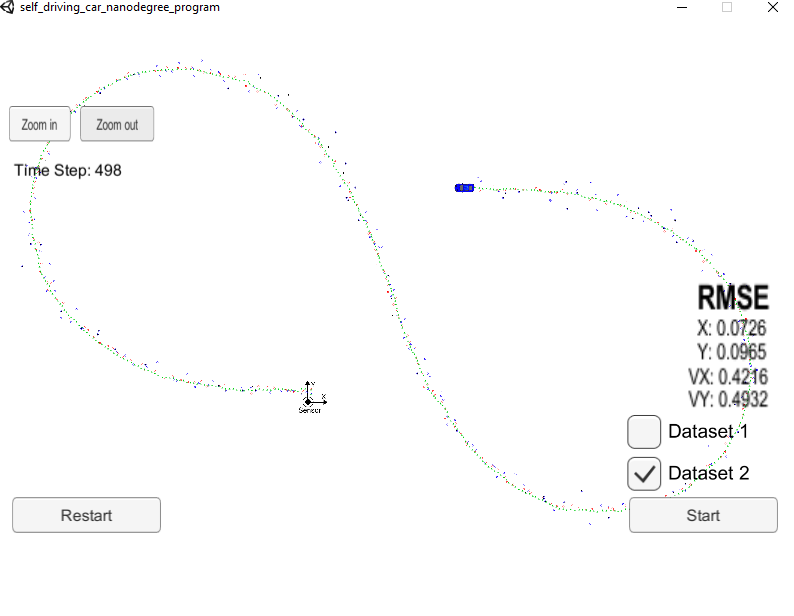 self_driving_car_nanodegree_program
Zoom in
Zoom out
Time Step: 498
RMSE
X: 0.0726
Y: 0.0965
VX: 0.4216
VY: 0.4932
Y
X
Sensor
Dataset 1
Dataset 2
Restart
Start